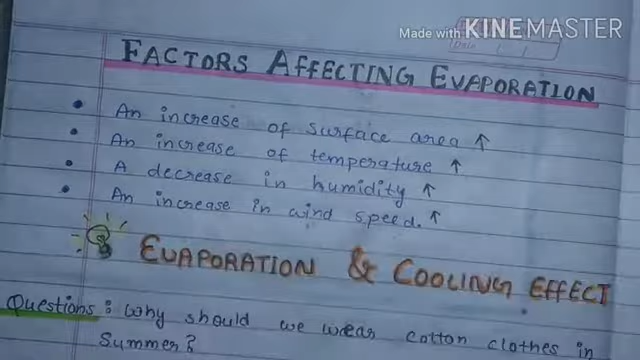 Made with KINEMASTER
Date
FACTORS AFFECTING EVAPORATION
• An increase of surface area ↑
• An increase of temperature ↑
• A decrease in humidity ↑
• An increase in wind speed. ↑
EVAPORATION & COOLING EFFECT
Questions: Why should we wear cotton clothes in
Summer?